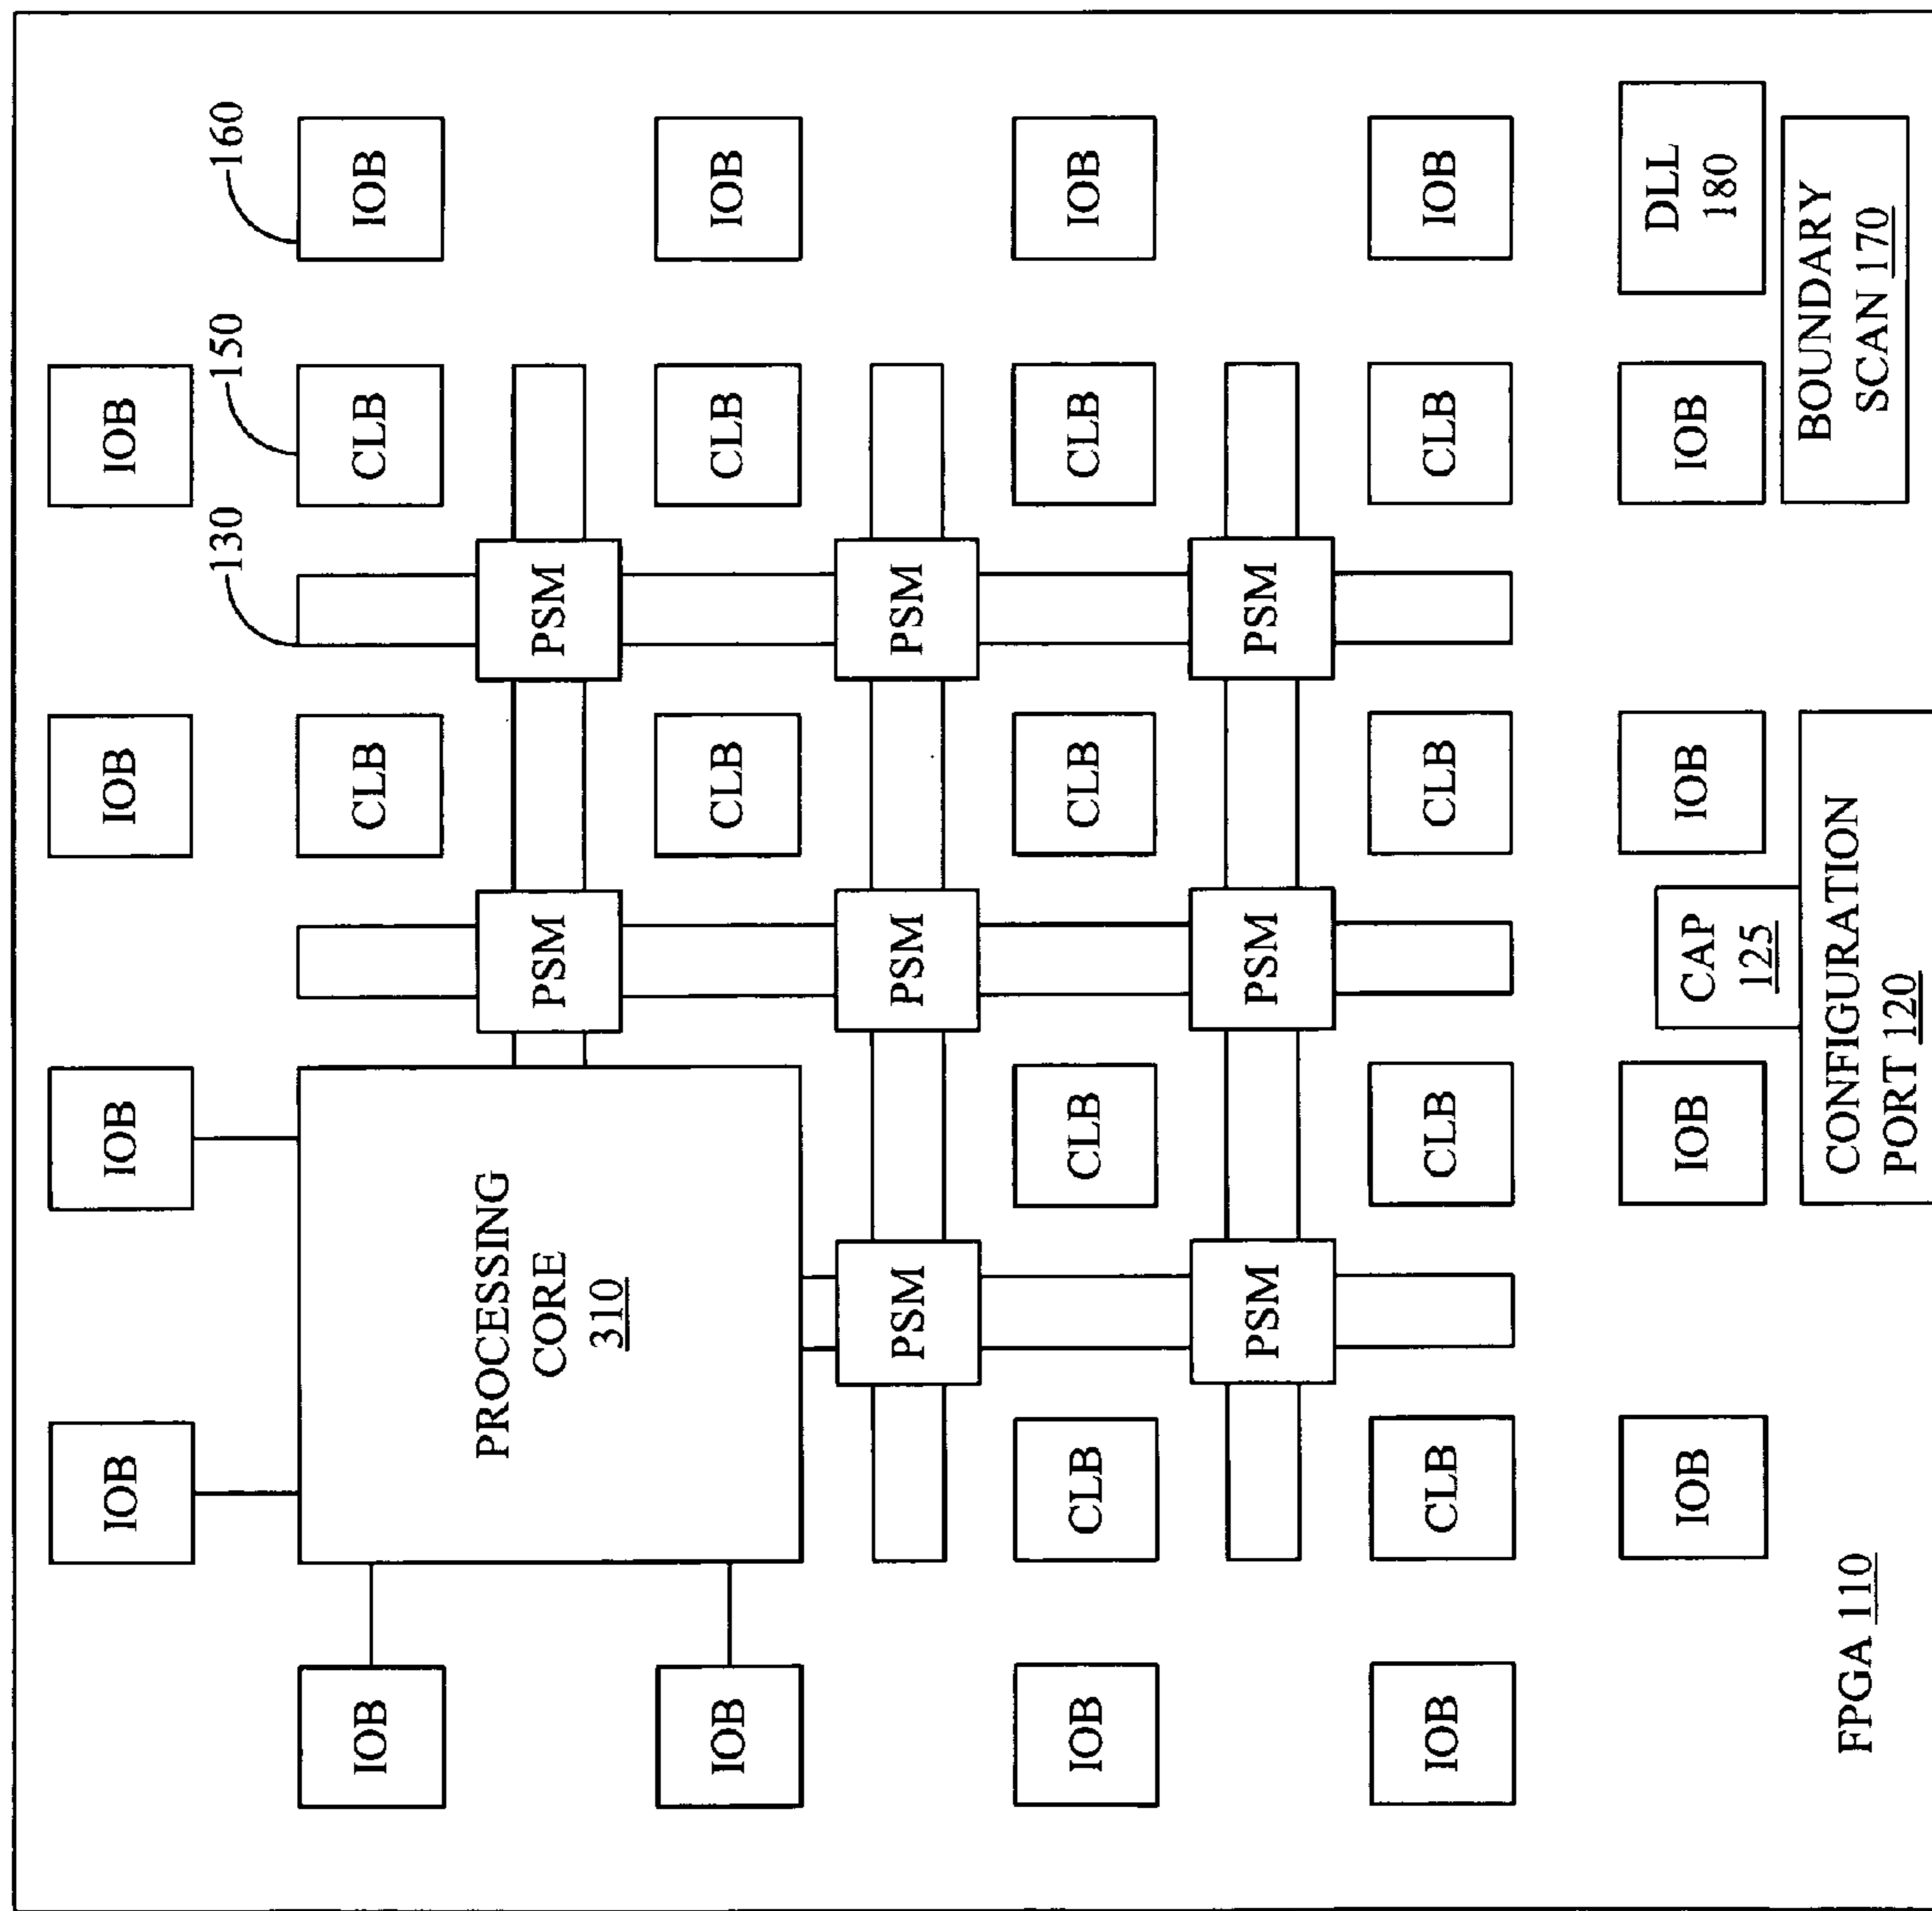 IOB
IOB
IOB
IOB
130
150
160
IOB
CLB
CLB
IOB
PROCESSING
CORE
310
PSM
PSM
IOB
CLB
CLB
IOB
PSM
PSM
PSM
IOB
CLB
CLB
CLB
CLB
IOB
PSM
PSM
PSM
IOB
CLB
CLB
CLB
CLB
IOB
IOB
IOB
CAP
125
IOB
IOB
DLL
180
FPGA 110
CONFIGURATION
PORT 120
BOUNDARY
SCAN 170